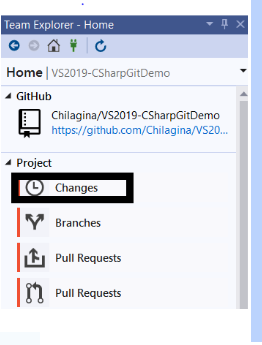 Team Explorer - Home
Home | VS2019-CSharpGitDemo
GitHub
Chilagina/VS2019-CSharpGitDemo
https://github.com/Chilagina/VS20...
Project
Changes
Branches
Pull Requests
Pull Requests